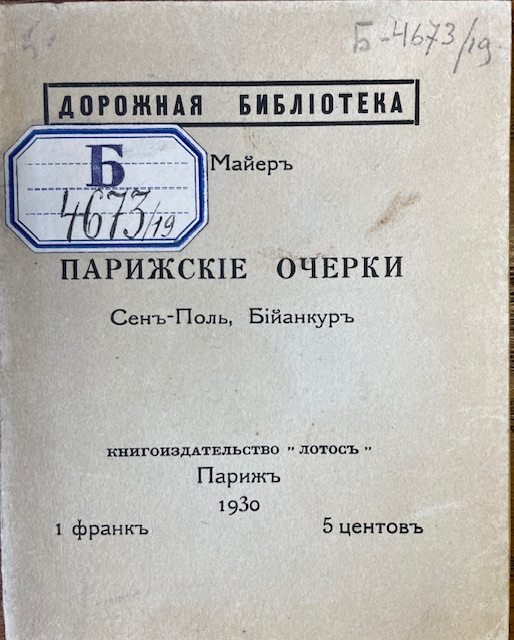 Б-4673/19
ДОРОЖНАЯ БИБЛІОТЕКА
Майеръ
Б
4673/19
ПАРИЖСКІЕ ОЧЕРКИ
Сенъ-Поль, Бійанкуръ
КНИГОИЗДАТЕЛЬСТВО " ЛОТОСЪ "
Парижъ
1930
1 франкъ 5 центовъ